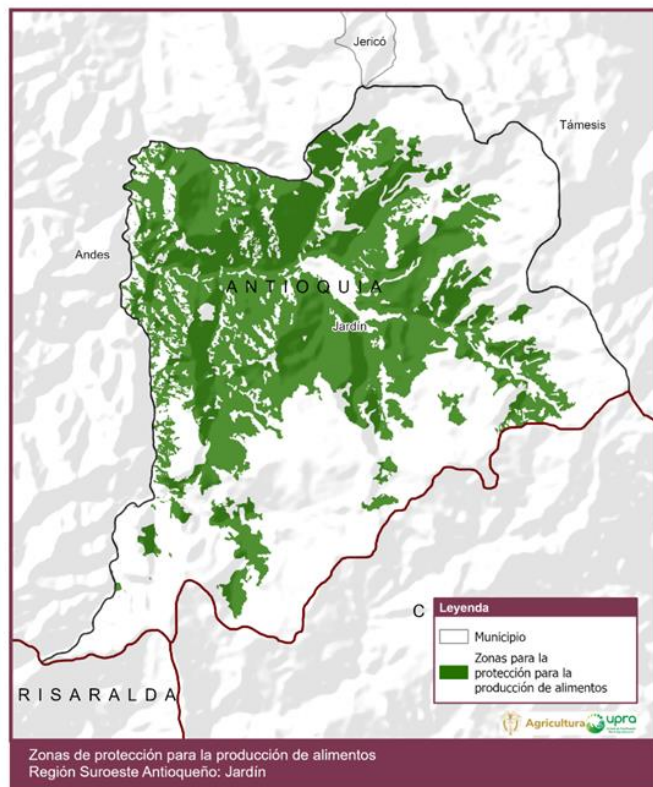 Jericó
Támesis
Andes
ANTIOQUIA
Jardín
C
Leyenda
Municipio
Zonas para la
protección para la
producción de alimentos
RISARALDA
Agricultura
upra
Zonas de protección para la producción de alimentos
Región Suroeste Antioqueño: Jardín